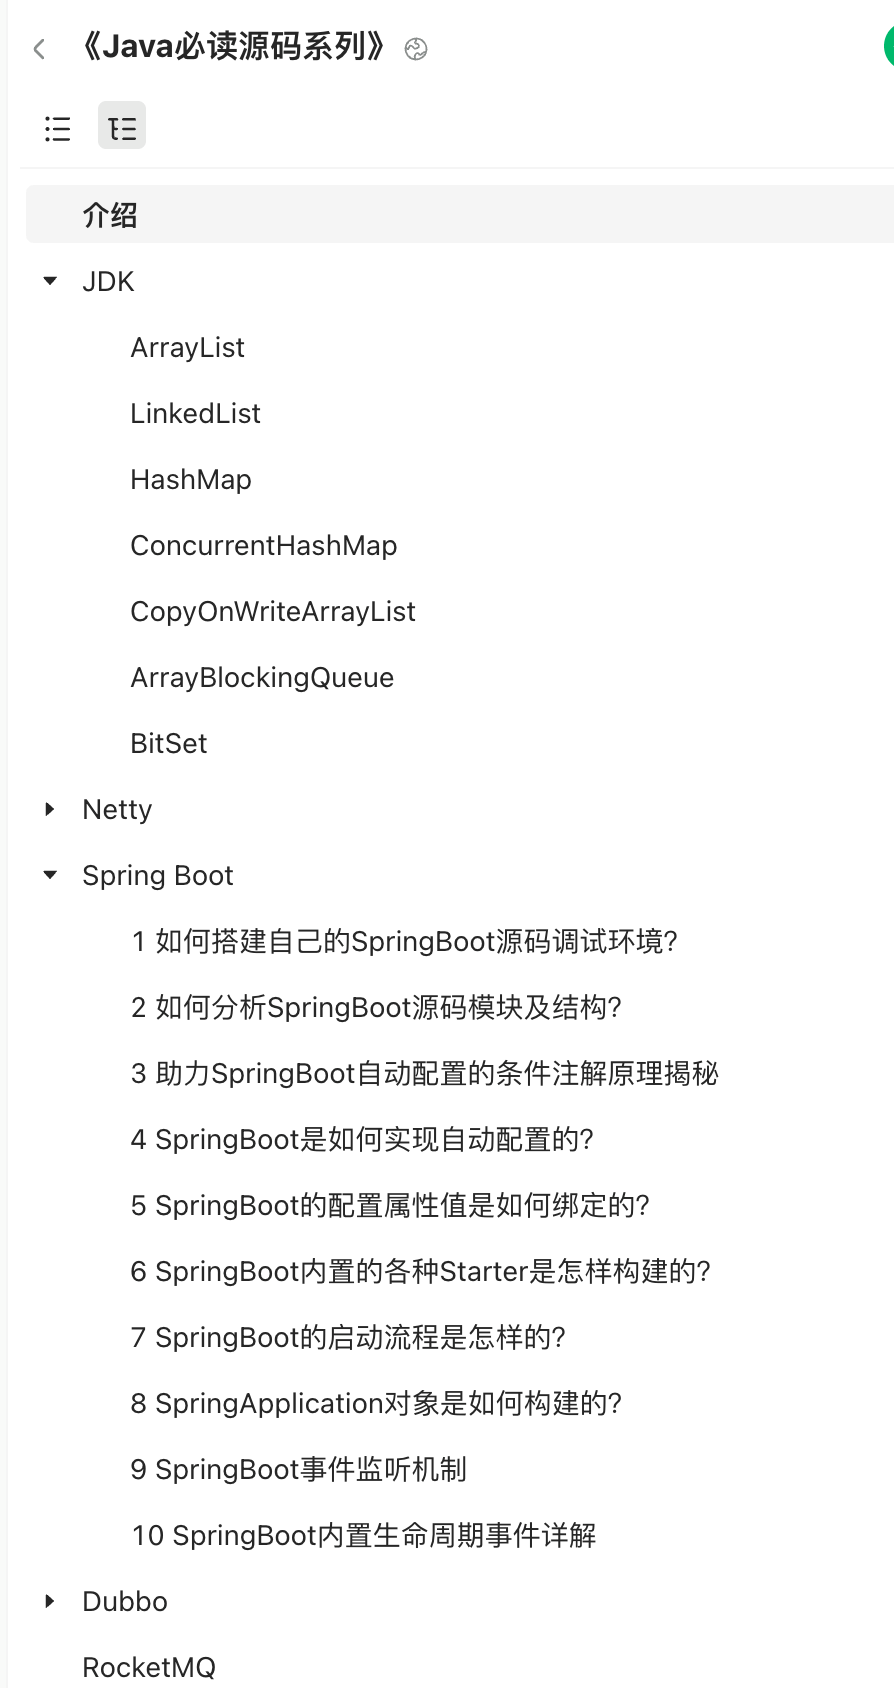 《Java必读源码系列》
介绍
JDK
ArrayList
LinkedList
HashMap
ConcurrentHashMap
CopyOnWriteArrayList
ArrayBlockingQueue
BitSet
Netty
Spring Boot
1 如何搭建自己的SpringBoot源码调试环境?
2 如何分析SpringBoot源码模块及结构?
3 助力SpringBoot自动配置的条件注解原理揭秘
4 SpringBoot是如何实现自动配置的?
5 SpringBoot的配置属性值是如何绑定的?
6 SpringBoot内置的各种Starter是怎样构建的?
7 SpringBoot的启动流程是怎样的?
8 SpringApplication对象是如何构建的?
9 SpringBoot事件监听机制
10 SpringBoot内置生命周期事件详解
Dubbo
RocketMQ